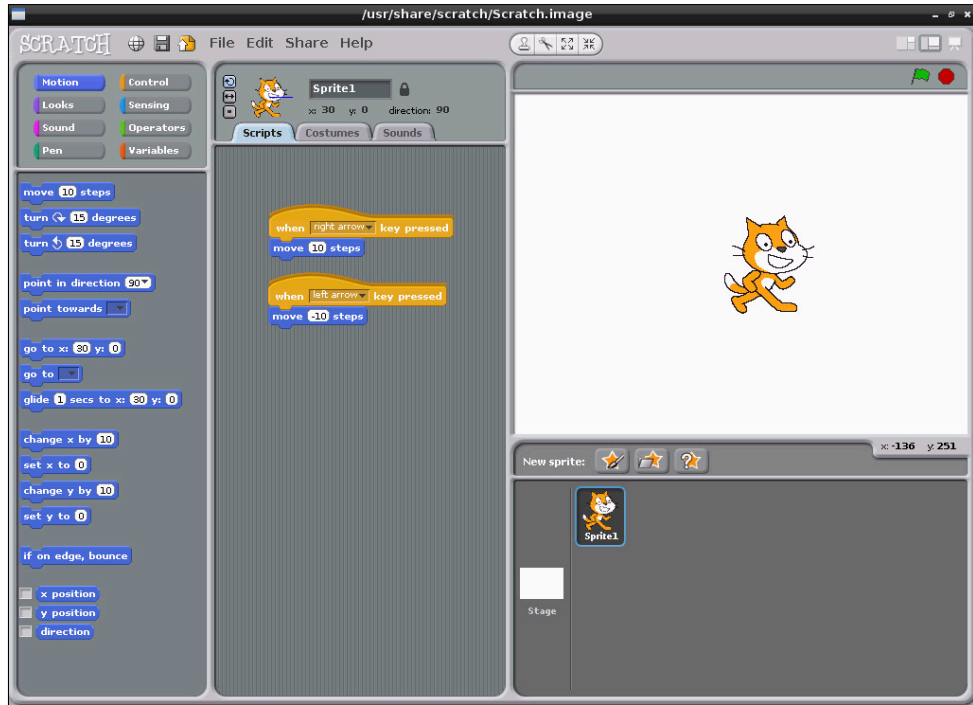 /usr/share/scratch/Scratch.image
SCRATCH File Edit Share Help
Motion Control
Looks Sensing
Sound Operators
Pen Variables
move 10 steps
turn 15 degrees
turn 15 degrees
point in direction 90
point towards
go to x: 30 y: 0
go to
glide 1 secs to x: 30 y: 0
change x by 10
set x to 0
change y by 10
set y to 0
if on edge, bounce
x position
y position
direction
Sprite1
x: 30 y: 0 direction: 90
Scripts Costumes Sounds
when right arrow key pressed
move 10 steps
when left arrow key pressed
move -10 steps
x: -136 y: 251
New sprite:
Sprite1
Stage